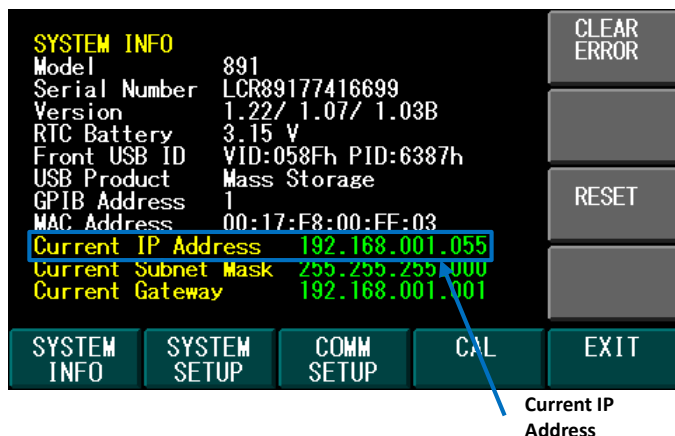 SYSTEM INFO
Model 891
Serial Number LCR89177416699
Version 1.22/ 1.07/ 1.03B
RTC Battery 3.15 V
Front USB ID VID:058Fh PID:6387h
USB Product Mass Storage
GPIB Address 1
MAC Address 00:17:F8:00:FF:03
Current IP Address 192.168.001.055
Current Subnet Mask 255.255.255.000
Current Gateway 192.168.001.001
CLEAR
ERROR
RESET
SYSTEM
INFO
SYSTEM
SETUP
COMM
SETUP
CAL
EXIT
Current IP
Address